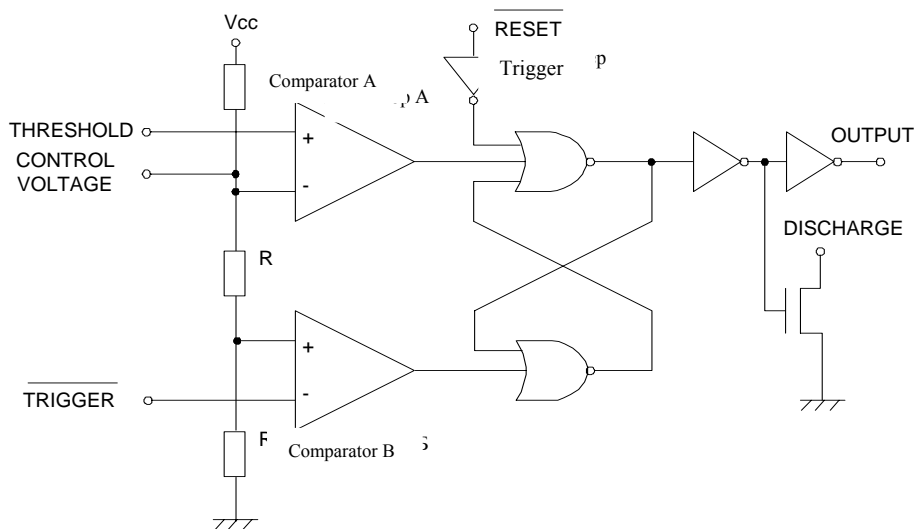 RESET
Vcc
Trigger
Comparator A
p A
THRESHOLD
OUTPUT
+
CONTROL
VOLTAGE
-
DISCHARGE
R
+
TRIGGER
-
R
Comparator B